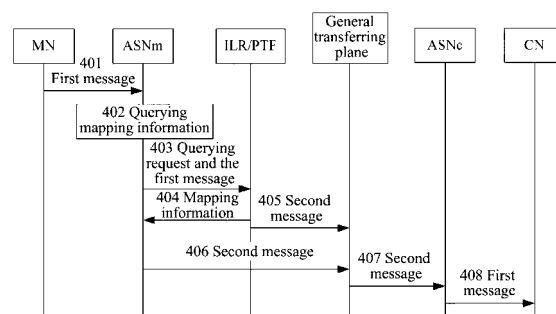 MN
ASNm
ILR/PTF
General
transferring
plane
ASNc
CN
401
First message
402 Querying
mapping information
403 Querying
request and the
first message
404 Mapping
information
405 Second
message
406 Second message
407 Second
message
408 First
message